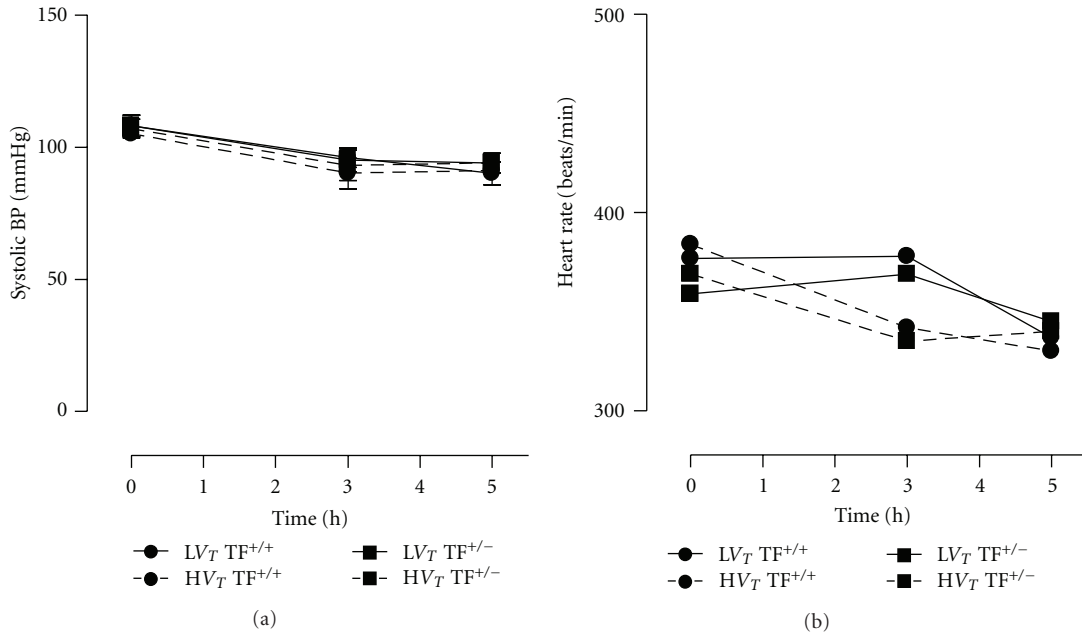 150
100
50
0
Systolic BP (mmHg)
0 1 2 3 4 5
Time (h)
LV_T TF^+/+
HV_T TF^+/+
LV_T TF^+/−
HV_T TF^+/−
(a)
500
400
300
Heart rate (beats/min)
0 1 2 3 4 5
Time (h)
LV_T TF^+/+
HV_T TF^+/+
LV_T TF^+/−
HV_T TF^+/−
(b)